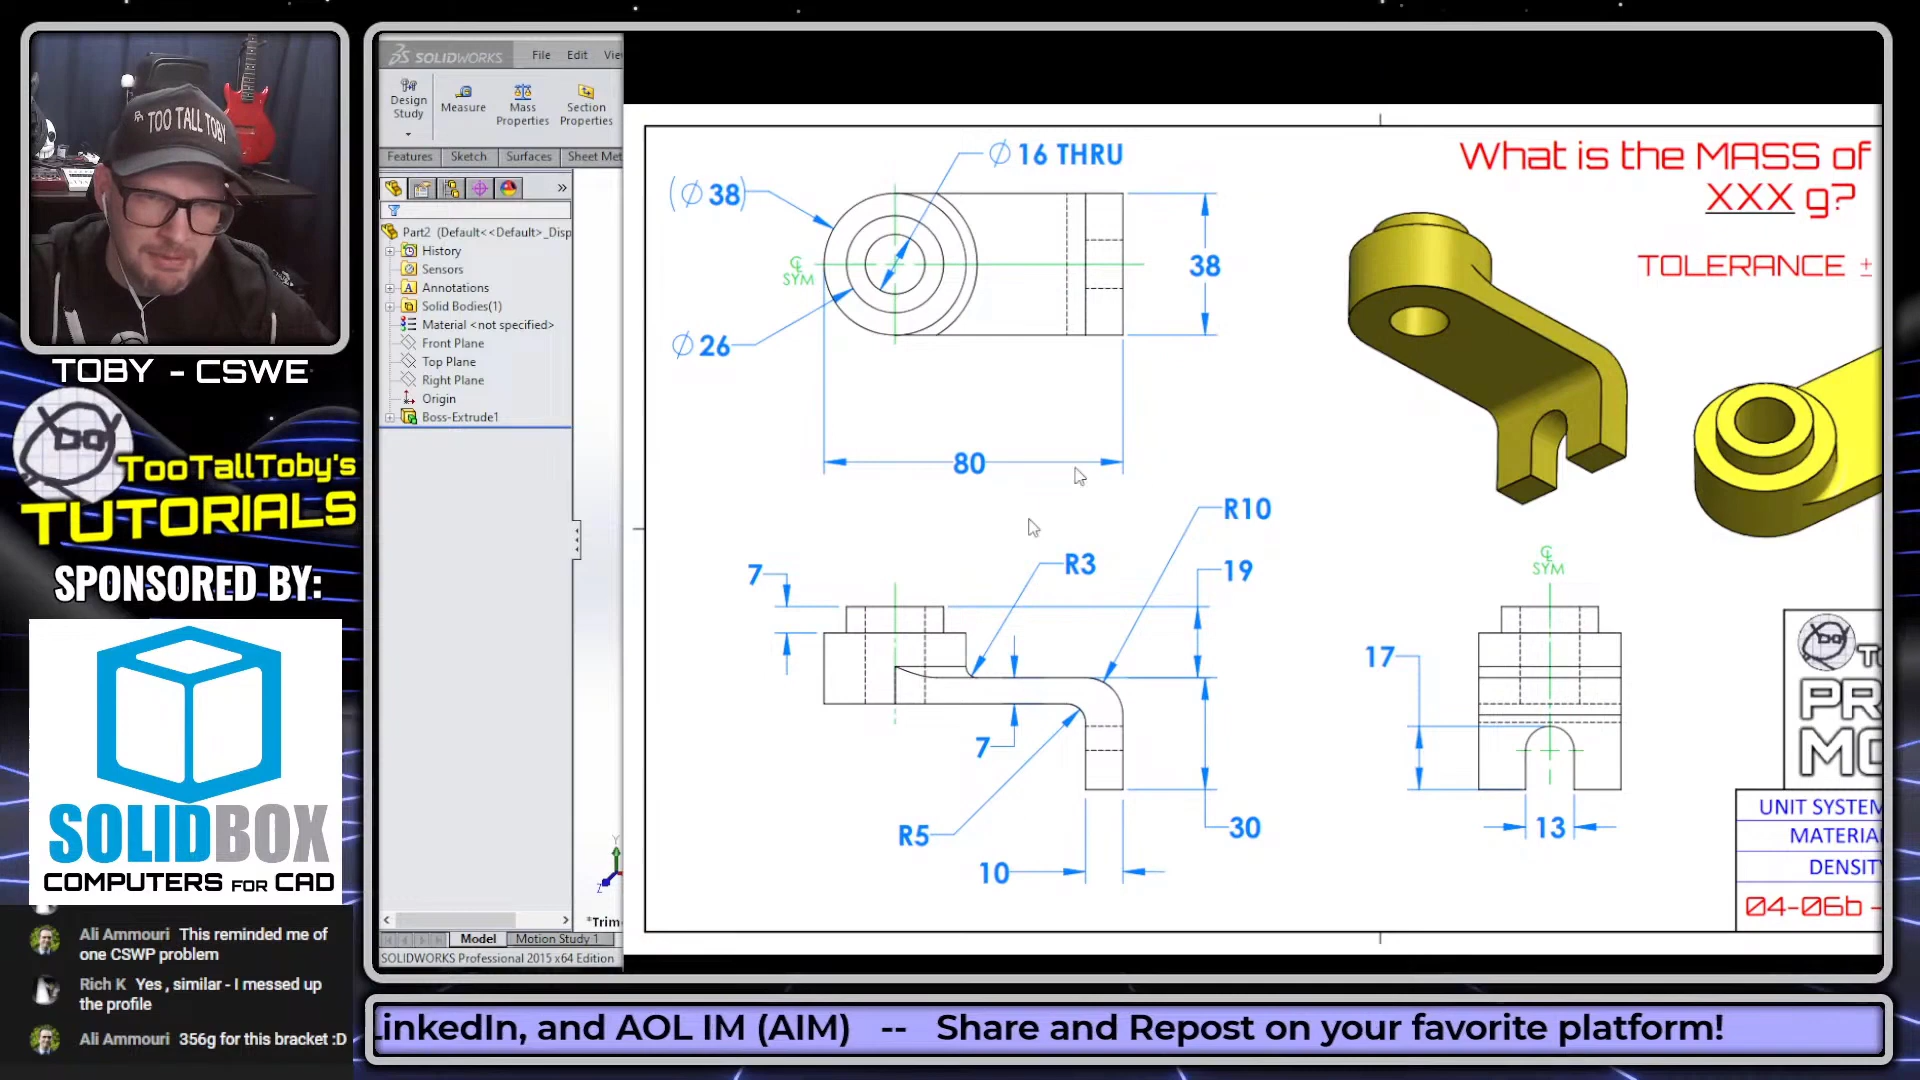 TOO TALL TOBY
TOBY - CSWE
TooTallToby's
TUTORIALS
SPONSORED BY:
SOLIDBOX
COMPUTERS FOR CAD
Ali Ammouri This reminded me of
one CSWP problem
Rich K Yes , similar - I messed up
the profile
Ali Ammouri 356g for this bracket :D
SOLIDWORKS File Edit Vie
Design
Study
Measure
Mass
Properties
Section
Properties
Features Sketch Surfaces Sheet Met
Part2 (Default<<Default>_Disp
History
Sensors
Annotations
Solid Bodies(1)
Material <not specified>
Front Plane
Top Plane
Right Plane
Origin
Boss-Extrude1
Y
Z
*Trim
Model Motion Study 1
SOLIDWORKS Professional 2015 x64 Edition
∅ 16 THRU
(∅ 38)
℄
SYM
∅ 26
38
80
What is the MASS of
XXX g?
TOLERANCE ±
R10
R3
19
7
7
R5
30
10
℄
SYM
17
13
PR
MO
UNIT SYSTEM
MATERIA
DENSIT
04-06b -
inkedIn, and AOL IM (AIM) -- Share and Repost on your favorite platform!